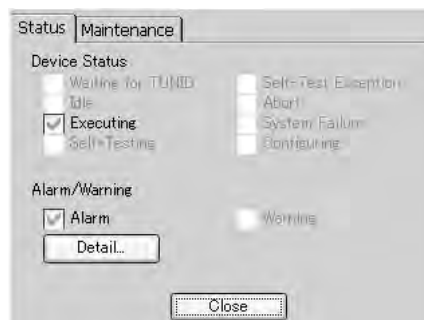 Status Maintenance
Device Status
Waiting for TUNID Self-Test Exception
Idle Abort
Executing System Failure
Self-Testing Configuring
Alarm/Warning
Alarm Warning
Detail...
Close